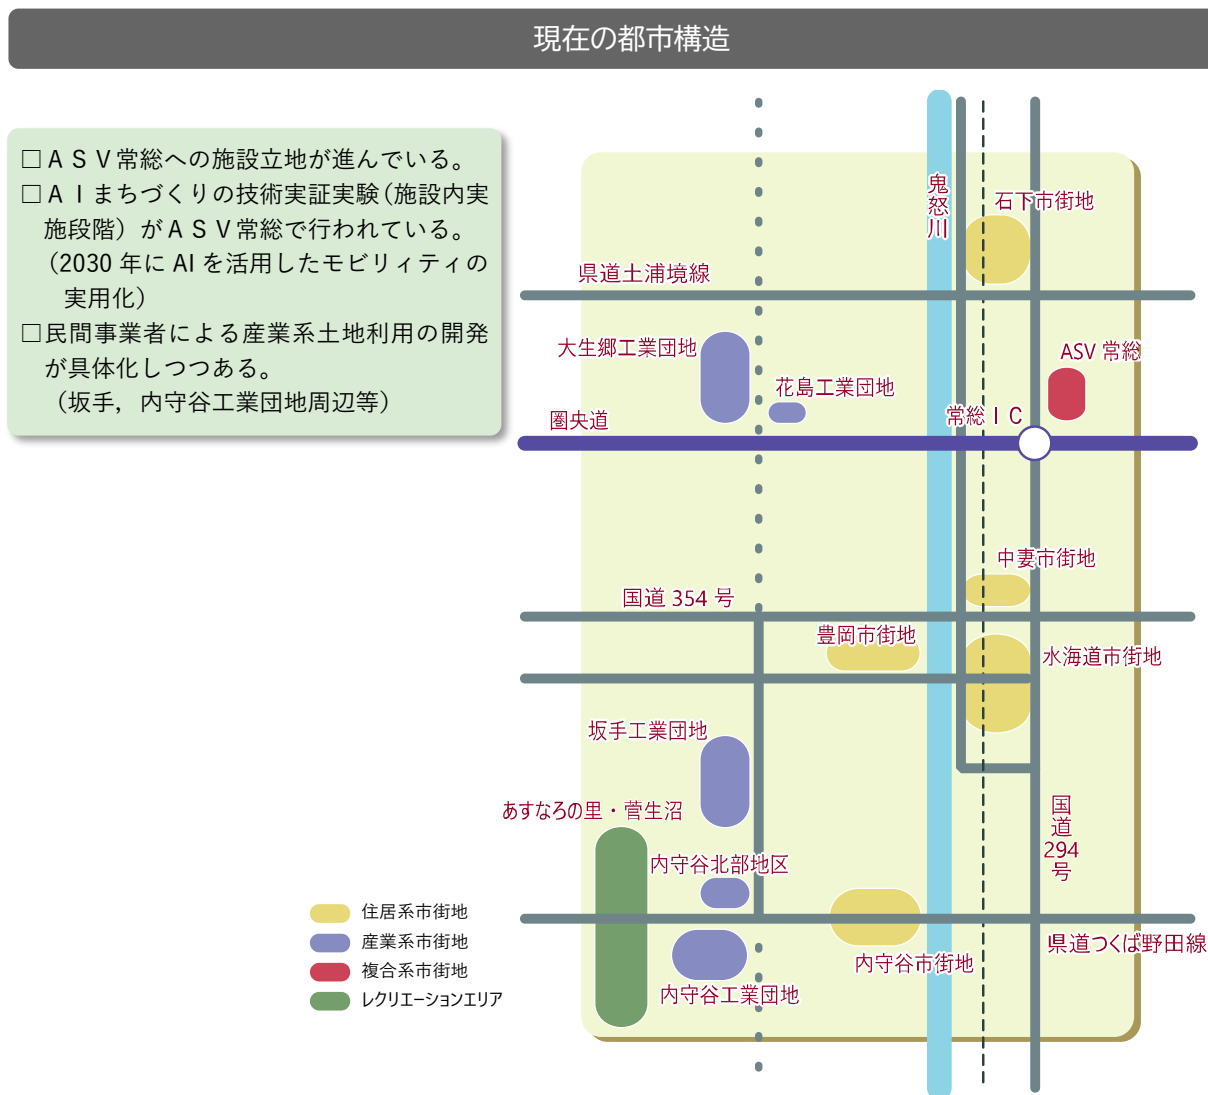 現在の都市構造
□ＡＳＶ常総への施設立地が進んでいる。
□ＡＩまちづくりの技術実証実験（施設内実
施段階）がＡＳＶ常総で行われている。
（2030 年に AI を活用したモビリィティの
実用化）
□民間事業者による産業系土地利用の開発
が具体化しつつある。
（坂手，内守谷工業団地周辺等）
鬼怒川
石下市街地
県道土浦境線
大生郷工業団地
ASV 常総
花島工業団地
常総ＩＣ
圏央道
中妻市街地
国道 354 号
豊岡市街地
水海道市街地
坂手工業団地
あすなろの里・菅生沼
国道294号
内守谷北部地区
県道つくば野田線
内守谷市街地
内守谷工業団地
住居系市街地
産業系市街地
複合系市街地
レクリエーションエリア